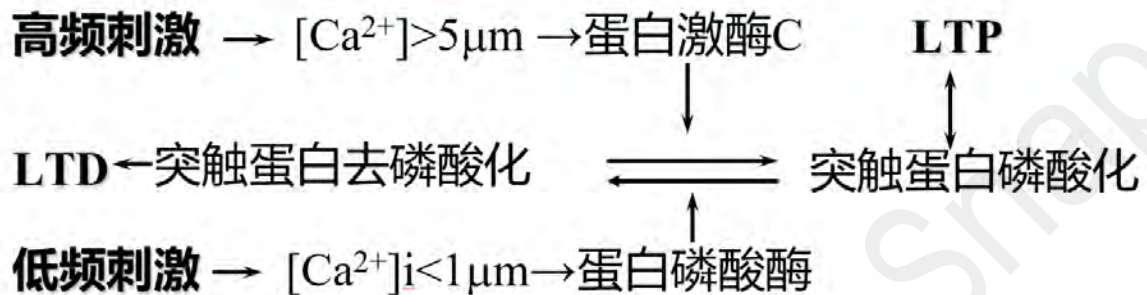 高频刺激 → [Ca²⁺]>5μm →蛋白激酶C LTP
LTD←突触蛋白去磷酸化 突触蛋白磷酸化
低频刺激 → [Ca²⁺]i<1μm→蛋白磷酸酶
Snap